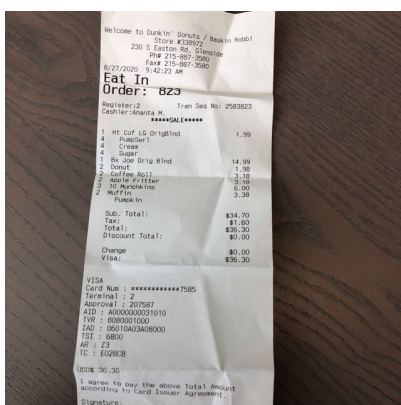 Welcome to Dunkin' Donuts / Baskin Robbi
Store #338972
230 S Easton Rd, Glenside
Ph# 215-887-3580
Fax# 215-887-3580
8/27/2020 9:42:23 AM
Eat In
Order: 823
Register:2 Tran Seq No: 2583823
Cashier:Ananta M.
*****SALE*****
1 Ht Cof LG OrigBlnd 1.99
4 PumpSwrl
4 Cream
4 Sugar
1 Bx Joe Orig Blnd 14.99
2 Donut 1.98
2 Coffee Roll 3.18
2 Apple Fritter 3.18
3 10 Munchkins 6.00
2 Muffin 3.38
Pumpkin
Sub. Total: $34.70
Tax: $1.60
Total: $36.30
Discount Total: $0.00
Change $0.00
Visa: $36.30
VISA
Card Num : ************7585
Terminal : 2
Approval : 207587
AID : A0000000031010
TVR : 8080001000
IAD : 06010A03A08000
TSI : 6800
AR : Z3
TC : E028C8
USD$ 36.30
I agree to pay the above Total Amount
according to Card Issuer Agreement.
Signature: